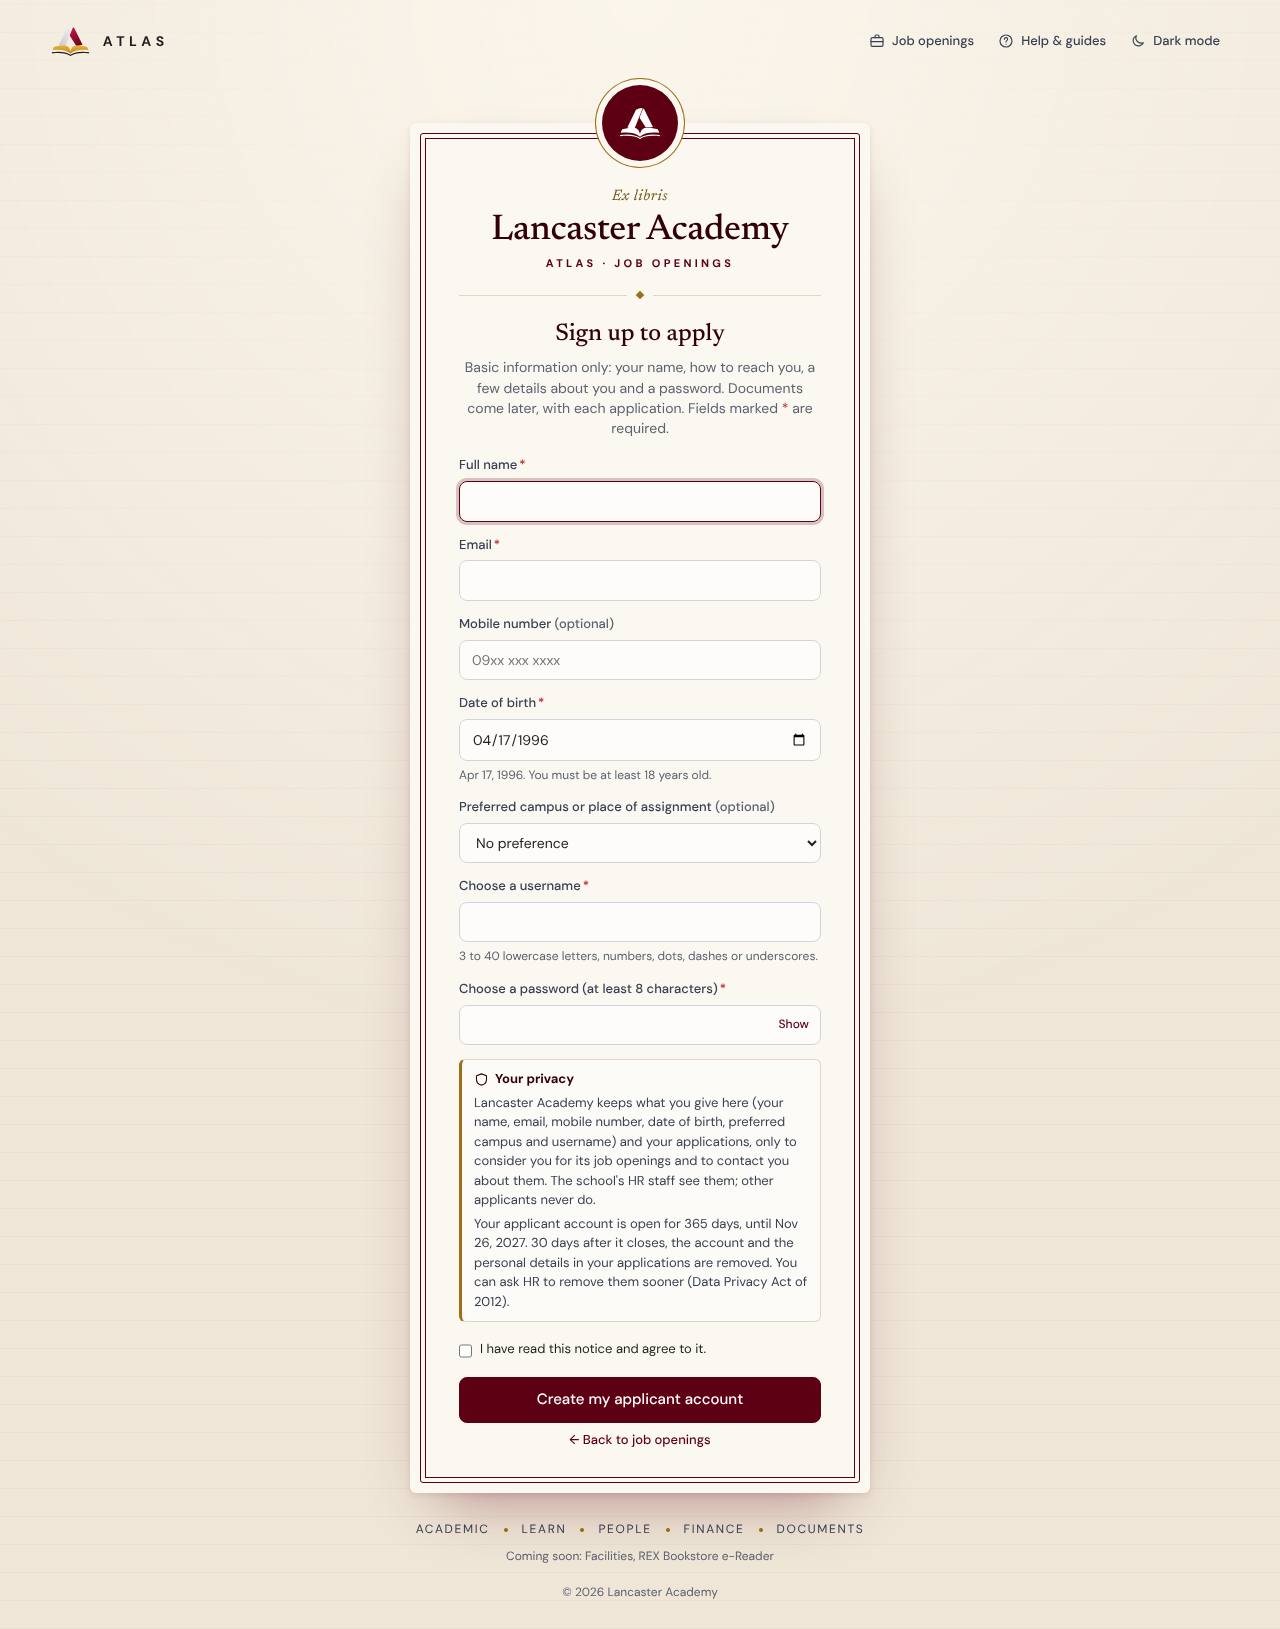 ATLAS
Job openings
Help & guides
Dark mode
Ex libris
Lancaster Academy
ATLAS · JOB OPENINGS
Sign up to apply
Basic information only: your name, how to reach you, a
few details about you and a password. Documents
come later, with each application. Fields marked * are
required.
Full name *
Email *
Mobile number (optional)
09xx xxx xxxx
Date of birth *
04/17/1996
Apr 17, 1996. You must be at least 18 years old.
Preferred campus or place of assignment (optional)
No preference
Choose a username *
3 to 40 lowercase letters, numbers, dots, dashes or underscores.
Choose a password (at least 8 characters) *
Show
Your privacy
Lancaster Academy keeps what you give here (your
name, email, mobile number, date of birth, preferred
campus and username) and your applications, only to
consider you for its job openings and to contact you
about them. The school's HR staff see them; other
applicants never do.
Your applicant account is open for 365 days, until Nov
26, 2027. 30 days after it closes, the account and the
personal details in your applications are removed. You
can ask HR to remove them sooner (Data Privacy Act of
2012).
I have read this notice and agree to it.
Create my applicant account
← Back to job openings
ACADEMIC • LEARN • PEOPLE • FINANCE • DOCUMENTS
Coming soon: Facilities, REX Bookstore e-Reader
© 2026 Lancaster Academy